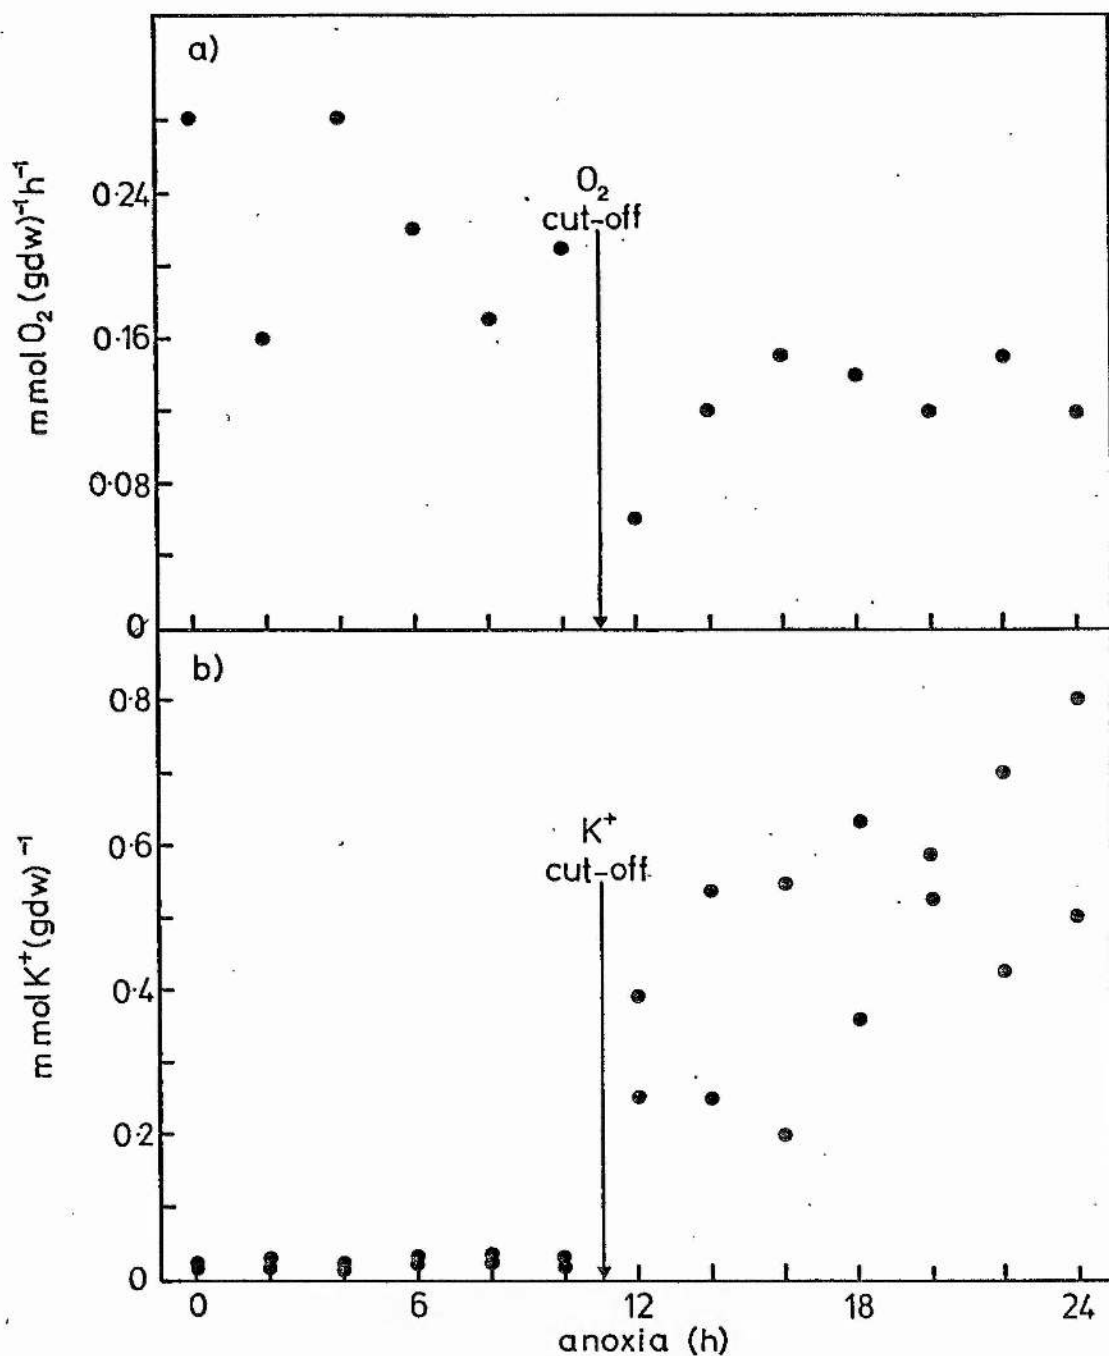 a)
mmol O₂ (gdw)⁻¹h⁻¹
0·24
0·16
0·08
0
O₂
cut-off
b)
mmol K⁺(gdw)⁻¹
0·8
0·6
0·4
0·2
0
K⁺
cut-off
0 6 12 18 24
anoxia (h)